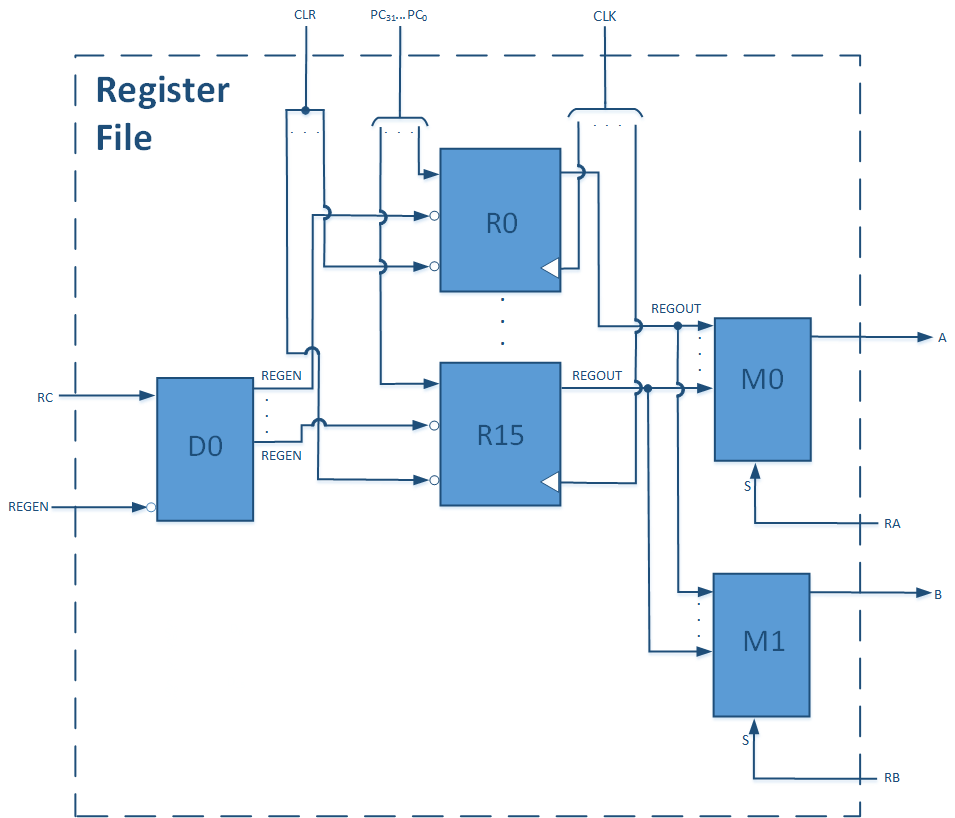 CLR
PC31...PC0
CLK
Register
File
R0
REGOUT
M0
A
REGEN
REGOUT
RC
D0
R15
REGEN
S
REGEN
RA
B
M1
S
RB